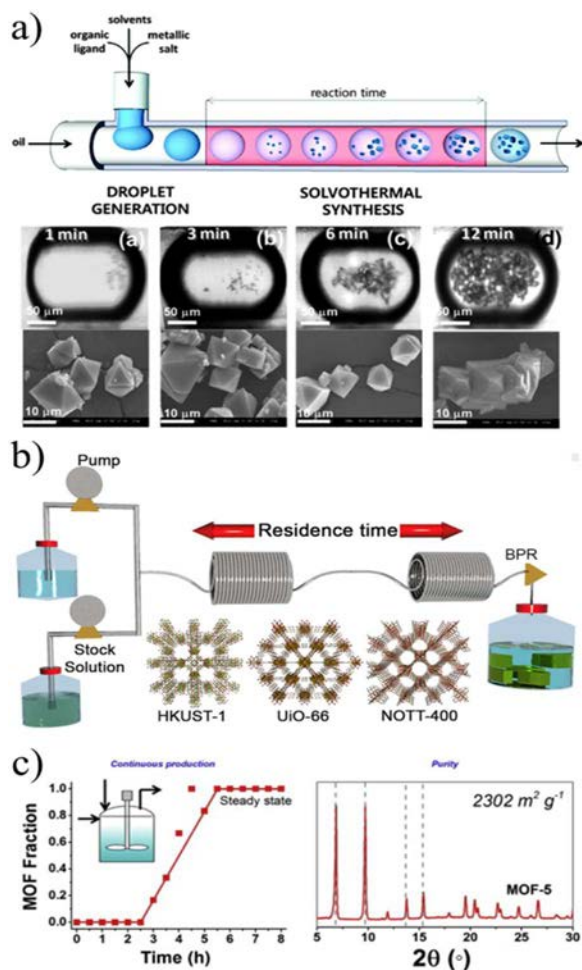 a)
solvents
organic
ligand
metallic
salt
reaction time
oil
DROPLET
GENERATION
SOLVOTHERMAL
SYNTHESIS
1 min (a)
3 min (b)
6 min (c)
12 min (d)
50 μm
50 μm
50 μm
50 μm
10 μm
10 μm
10 μm
10 μm
b)
Pump
Residence time
BPR
Stock
Solution
HKUST-1
UiO-66
NOTT-400
c)
Continuous production
Purity
MOF Fraction
1.0
0.8
0.6
0.4
0.2
0.0
Steady state
0 1 2 3 4 5 6 7 8
Time (h)
2302 m² g⁻¹
MOF-5
5 10 15 20 25 30
2θ (°)